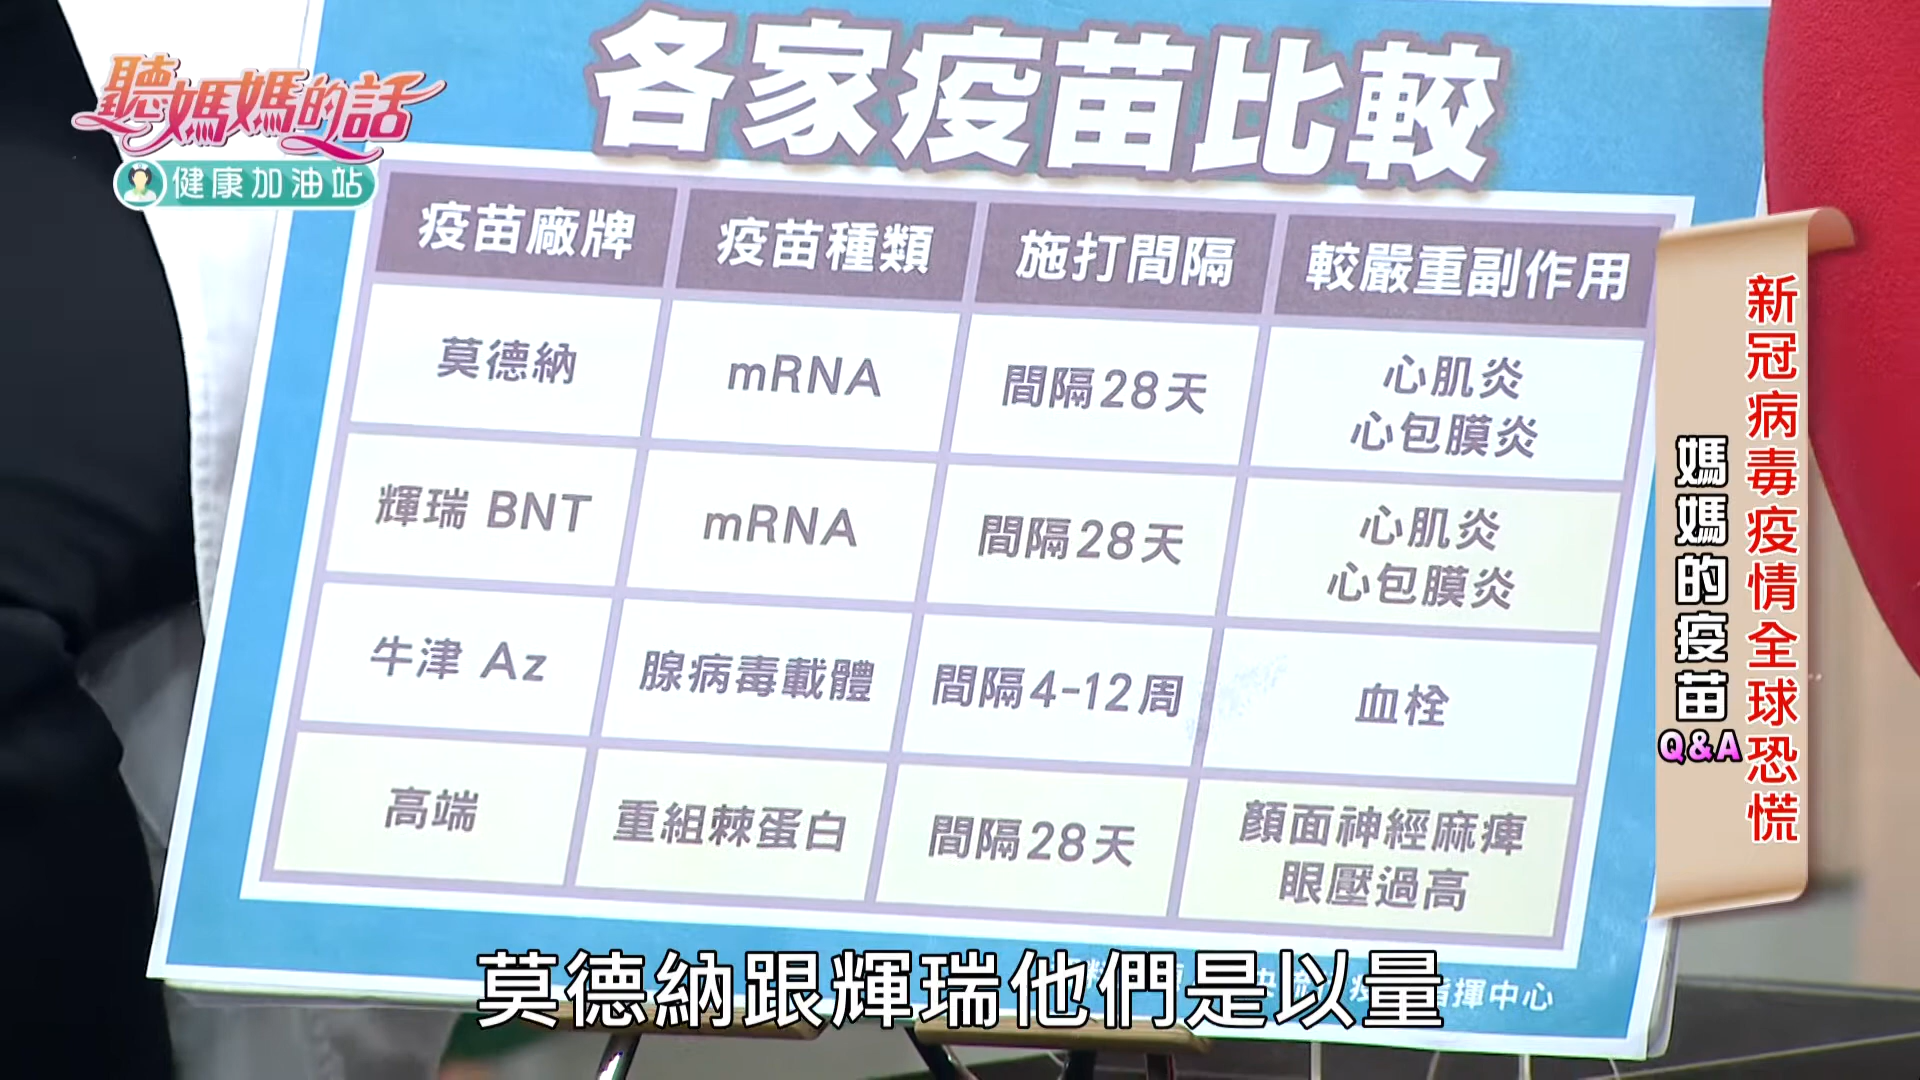 聽媽媽的話
健康加油站
各家疫苗比較
疫苗廠牌 疫苗種類 施打間隔 較嚴重副作用
莫德納 mRNA 間隔28天 心肌炎
心包膜炎
輝瑞 BNT mRNA 間隔28天 心肌炎
心包膜炎
牛津 Az 腺病毒載體 間隔4-12周 血栓
高端 重組棘蛋白 間隔28天 顏面神經麻痺
眼壓過高
指揮中心
新冠病毒疫情全球恐慌
媽媽的疫苗Q&A
莫德納跟輝瑞他們是以量